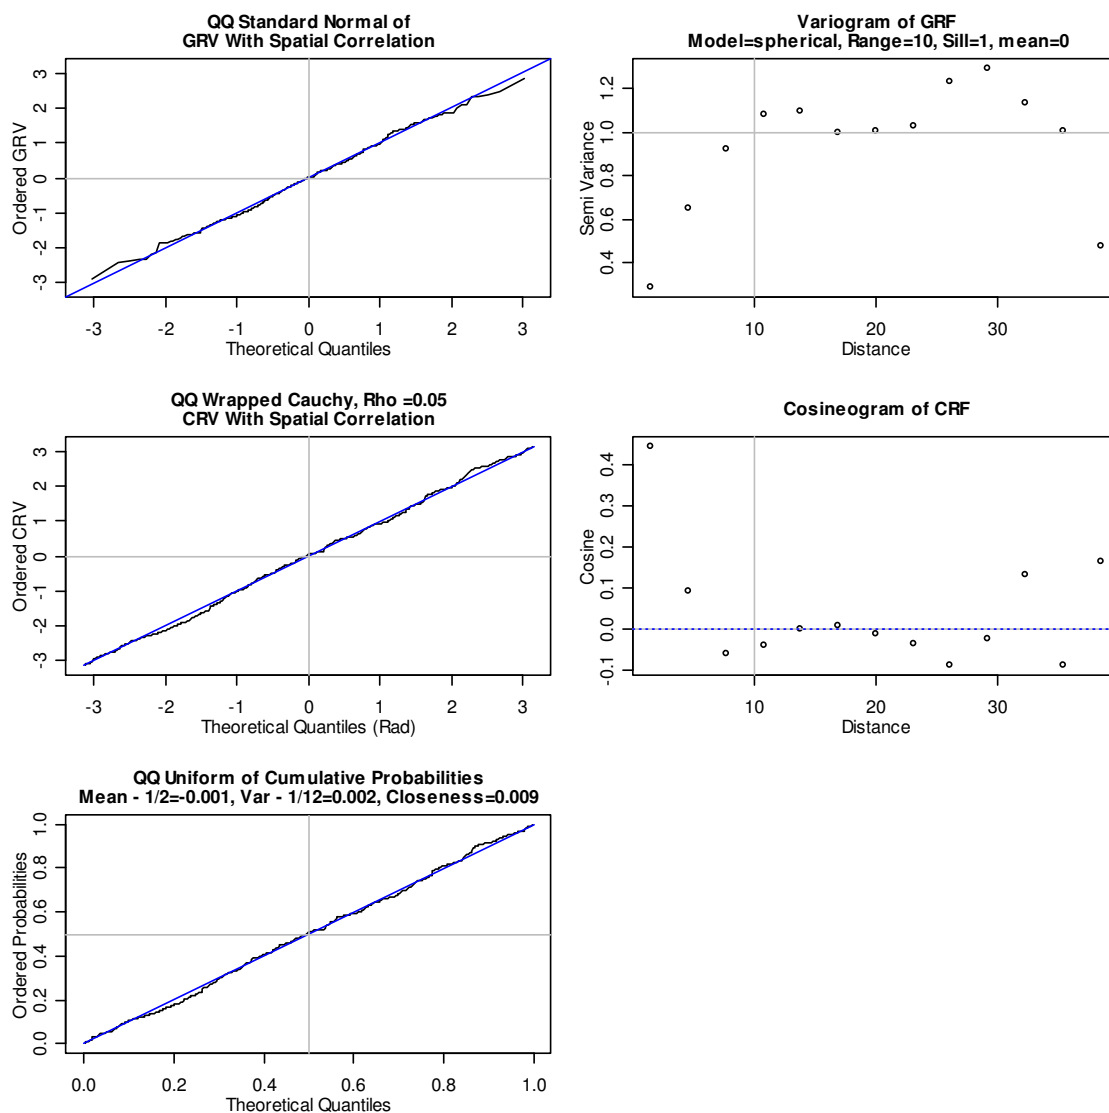 QQ Standard Normal of
GRV With Spatial Correlation
Ordered GRV
3
2
1
0
-1
-2
-3
-3 -2 -1 0 1 2 3
Theoretical Quantiles
Variogram of GRF
Model=spherical, Range=10, Sill=1, mean=0
Semi Variance
1.2
1.0
0.8
0.6
0.4
10 20 30
Distance
QQ Wrapped Cauchy, Rho =0.05
CRV With Spatial Correlation
Ordered CRV
3
2
1
0
-1
-2
-3
-3 -2 -1 0 1 2 3
Theoretical Quantiles (Rad)
Cosineogram of CRF
Cosine
0.4
0.3
0.2
0.1
0.0
-0.1
10 20 30
Distance
QQ Uniform of Cumulative Probabilities
Mean - 1/2=-0.001, Var - 1/12=0.002, Closeness=0.009
Ordered Probabilities
1.0
0.8
0.6
0.4
0.2
0.0
0.0 0.2 0.4 0.6 0.8 1.0
Theoretical Quantiles